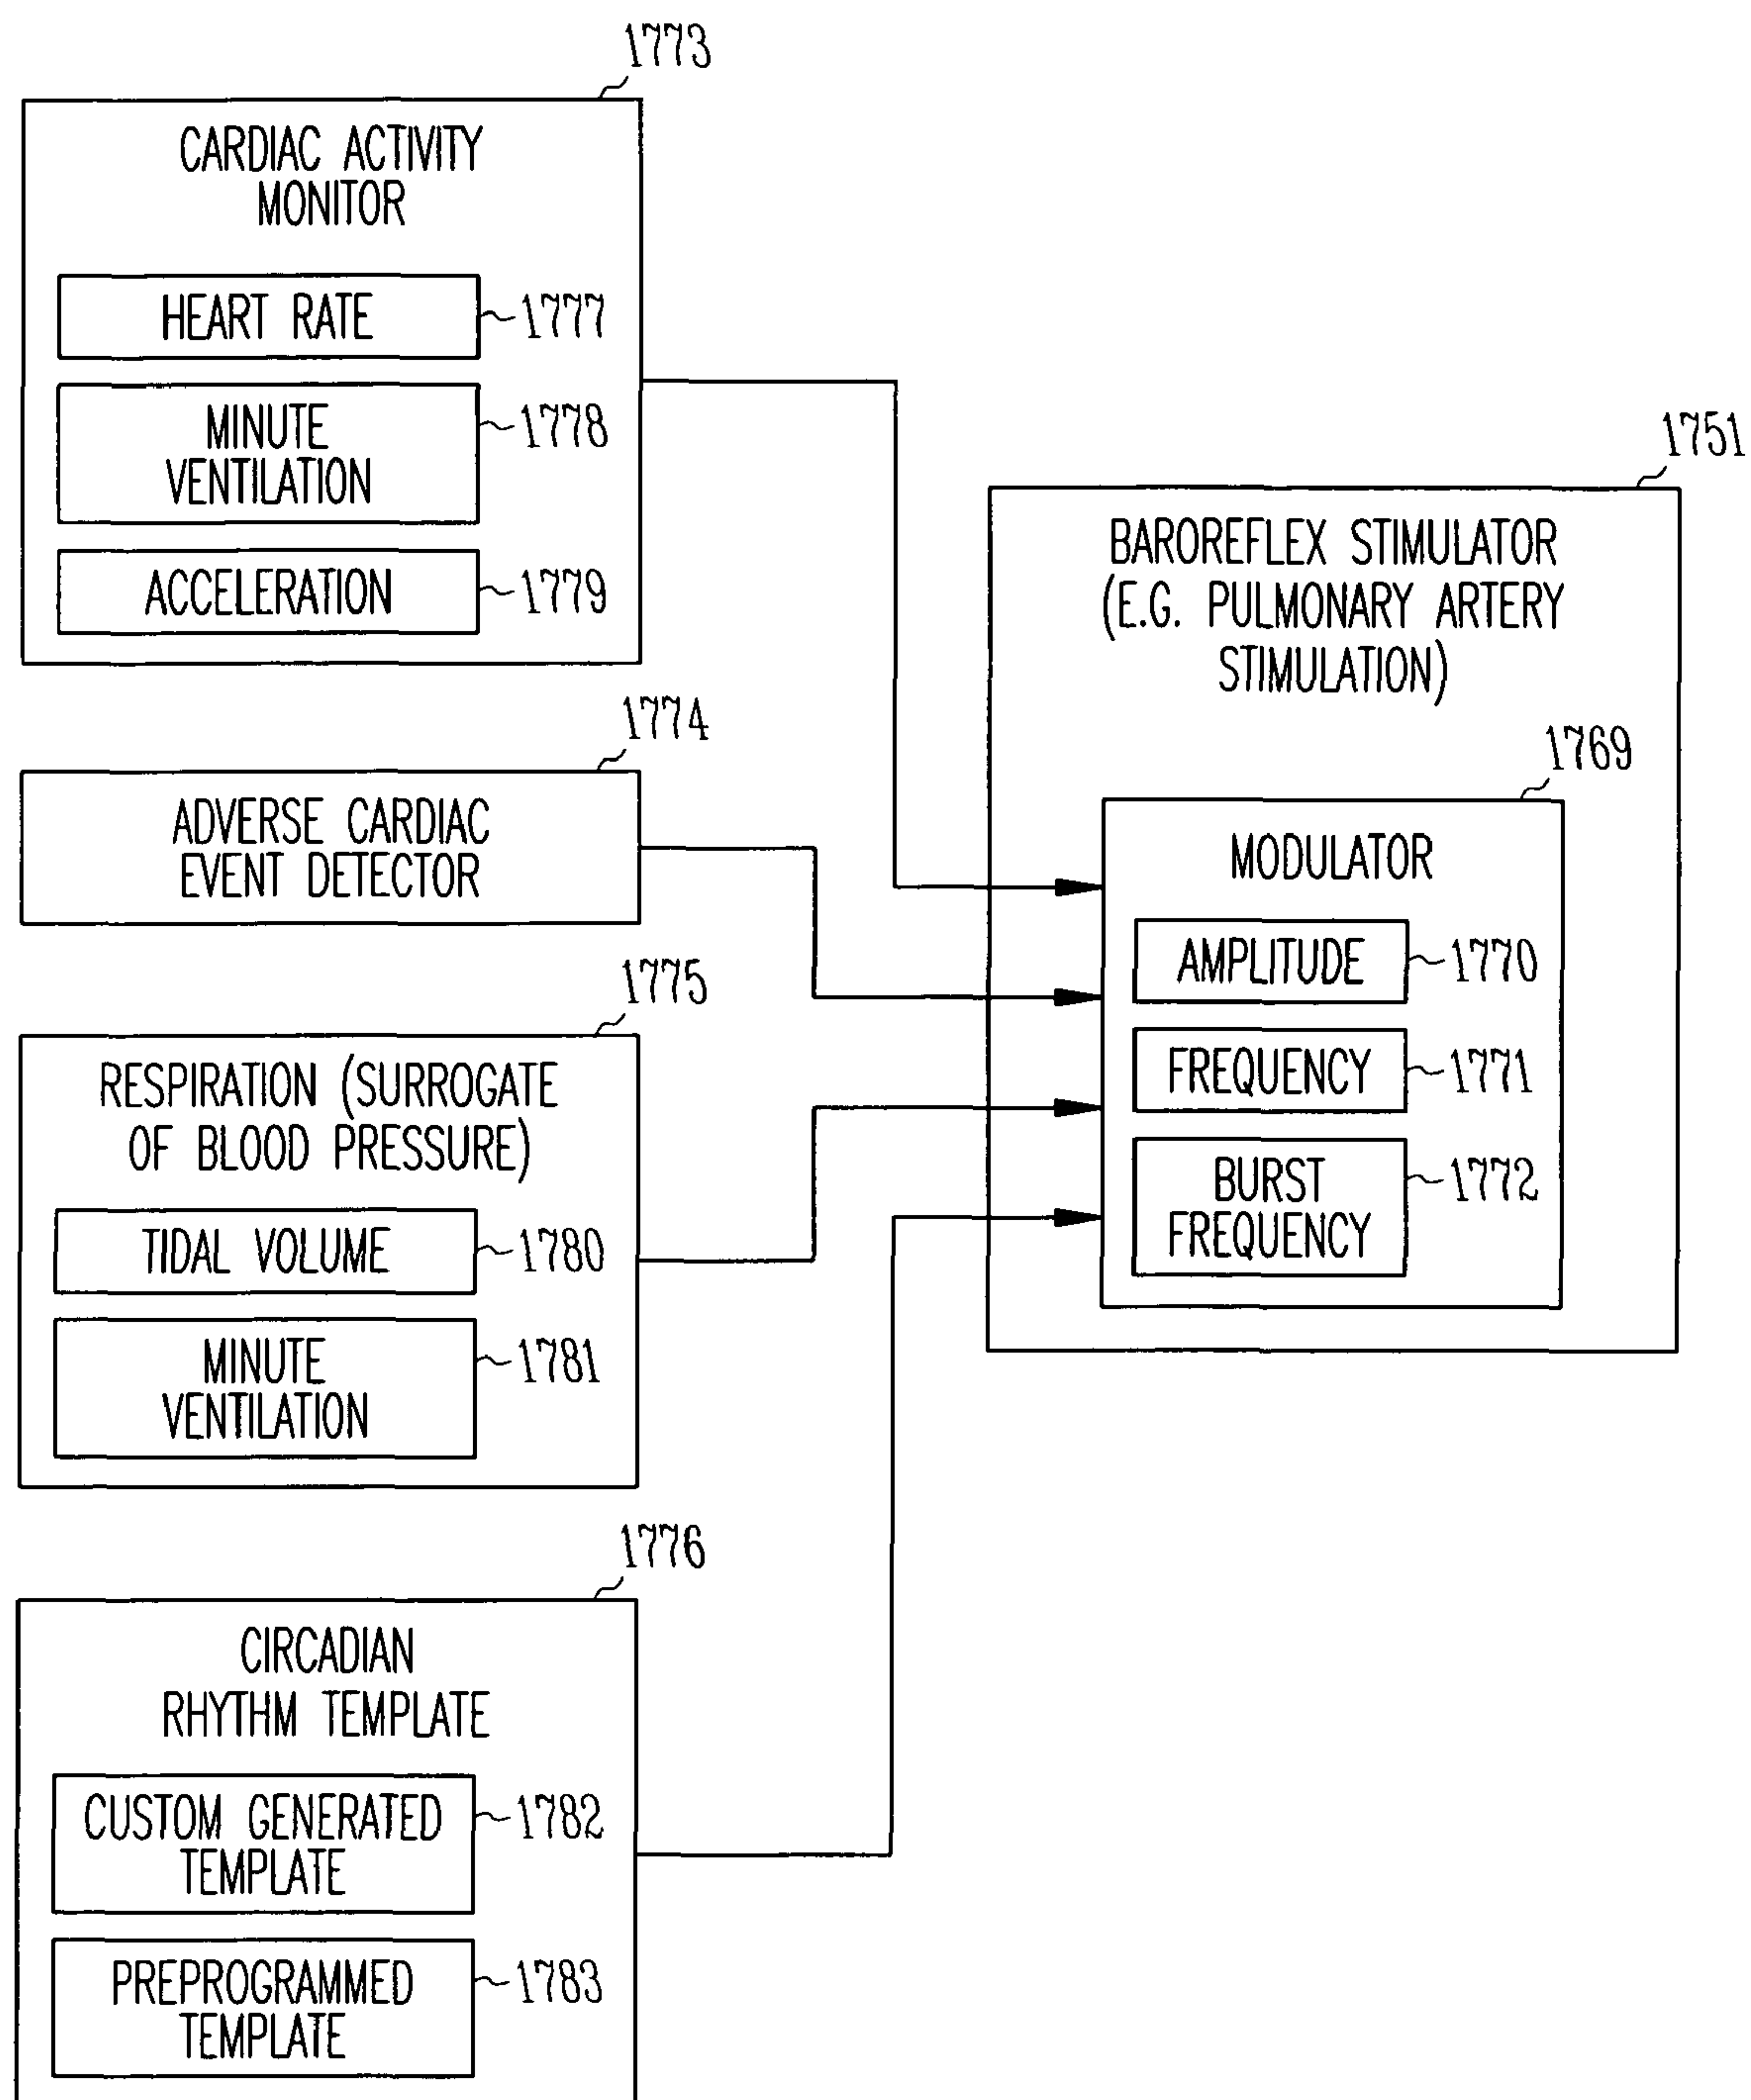 1773
CARDIAC ACTIVITY
MONITOR
HEART RATE
1777
MINUTE
VENTILATION
1778
ACCELERATION
1779
1774
ADVERSE CARDIAC
EVENT DETECTOR
1775
RESPIRATION (SURROGATE
OF BLOOD PRESSURE)
TIDAL VOLUME
1780
MINUTE
VENTILATION
1781
1776
CIRCADIAN
RHYTHM TEMPLATE
CUSTOM GENERATED
TEMPLATE
1782
PREPROGRAMMED
TEMPLATE
1783
1751
BAROREFLEX STIMULATOR
(E.G. PULMONARY ARTERY
STIMULATION)
1769
MODULATOR
AMPLITUDE
1770
FREQUENCY
1771
BURST
FREQUENCY
1772